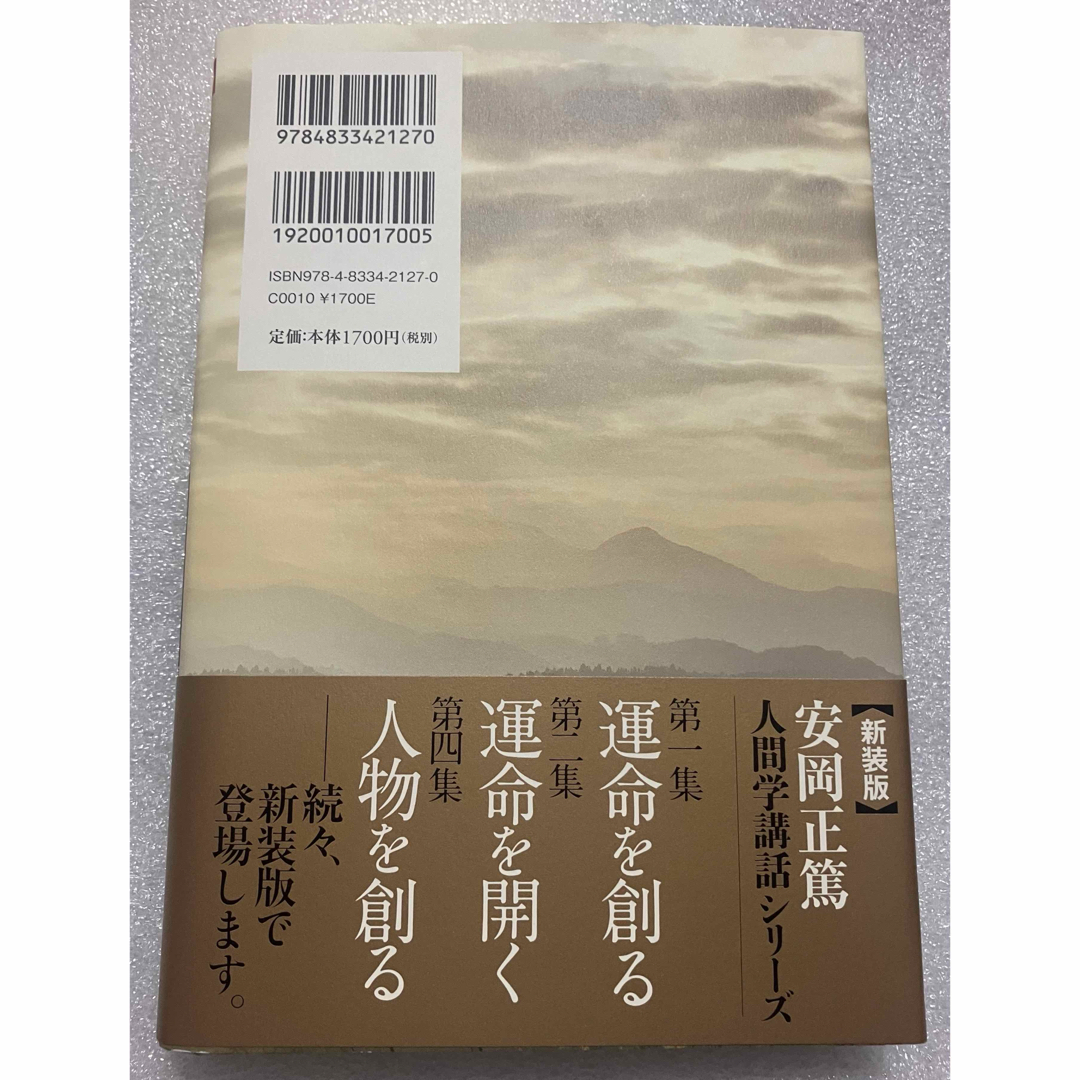 9784833421270
1920010017005
ISBN978-4-8334-2127-0
C0010 ¥1700E
定価:本体1700円(税別)
【新装版】
安岡正篤
人間学講話シリーズ
第一集
運命を創る
第二集
運命を開く
第四集
人物を創る
──続々、
新装版で
登場します。